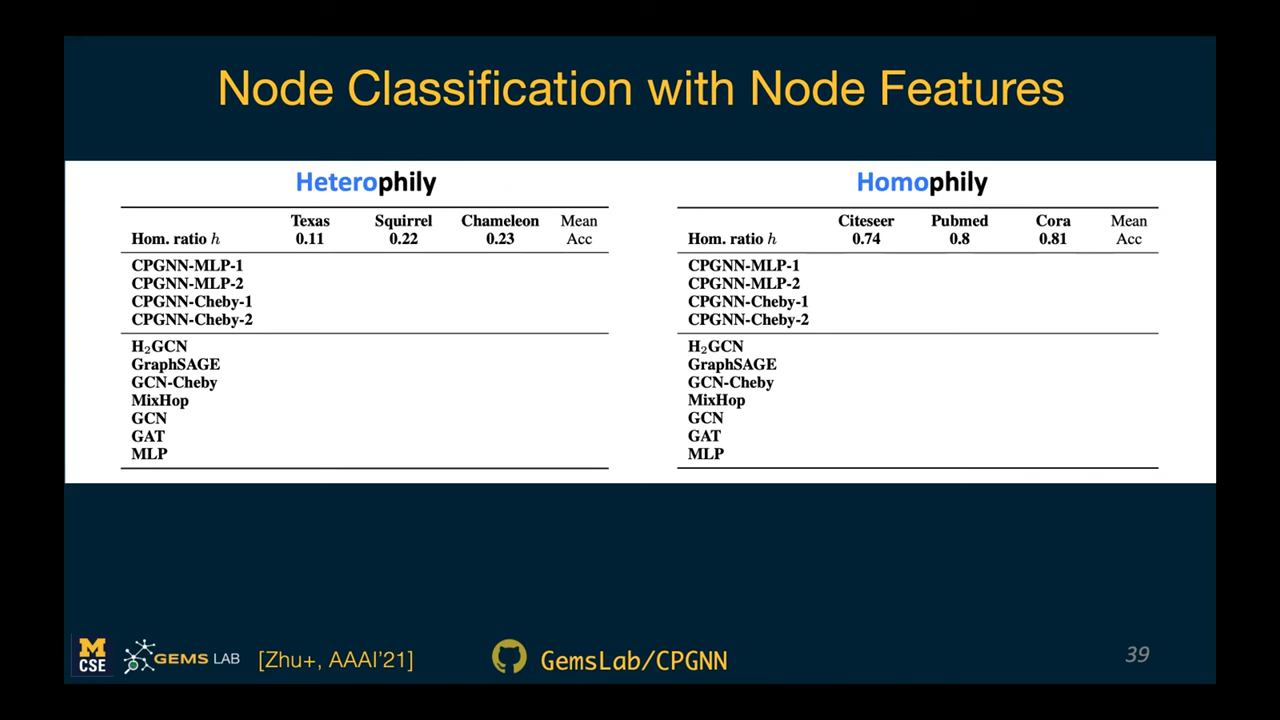 Node Classification with Node Features
Heterophily
Texas Squirrel Chameleon Mean
Hom. ratio h 0.11 0.22 0.23 Acc
CPGNN-MLP-1
CPGNN-MLP-2
CPGNN-Cheby-1
CPGNN-Cheby-2
H₂GCN
GraphSAGE
GCN-Cheby
MixHop
GCN
GAT
MLP
Homophily
Citeseer Pubmed Cora Mean
Hom. ratio h 0.74 0.8 0.81 Acc
CPGNN-MLP-1
CPGNN-MLP-2
CPGNN-Cheby-1
CPGNN-Cheby-2
H₂GCN
GraphSAGE
GCN-Cheby
MixHop
GCN
GAT
MLP
M
CSE
GEMS LAB
[Zhu+, AAAI'21]
GemsLab/CPGNN
39